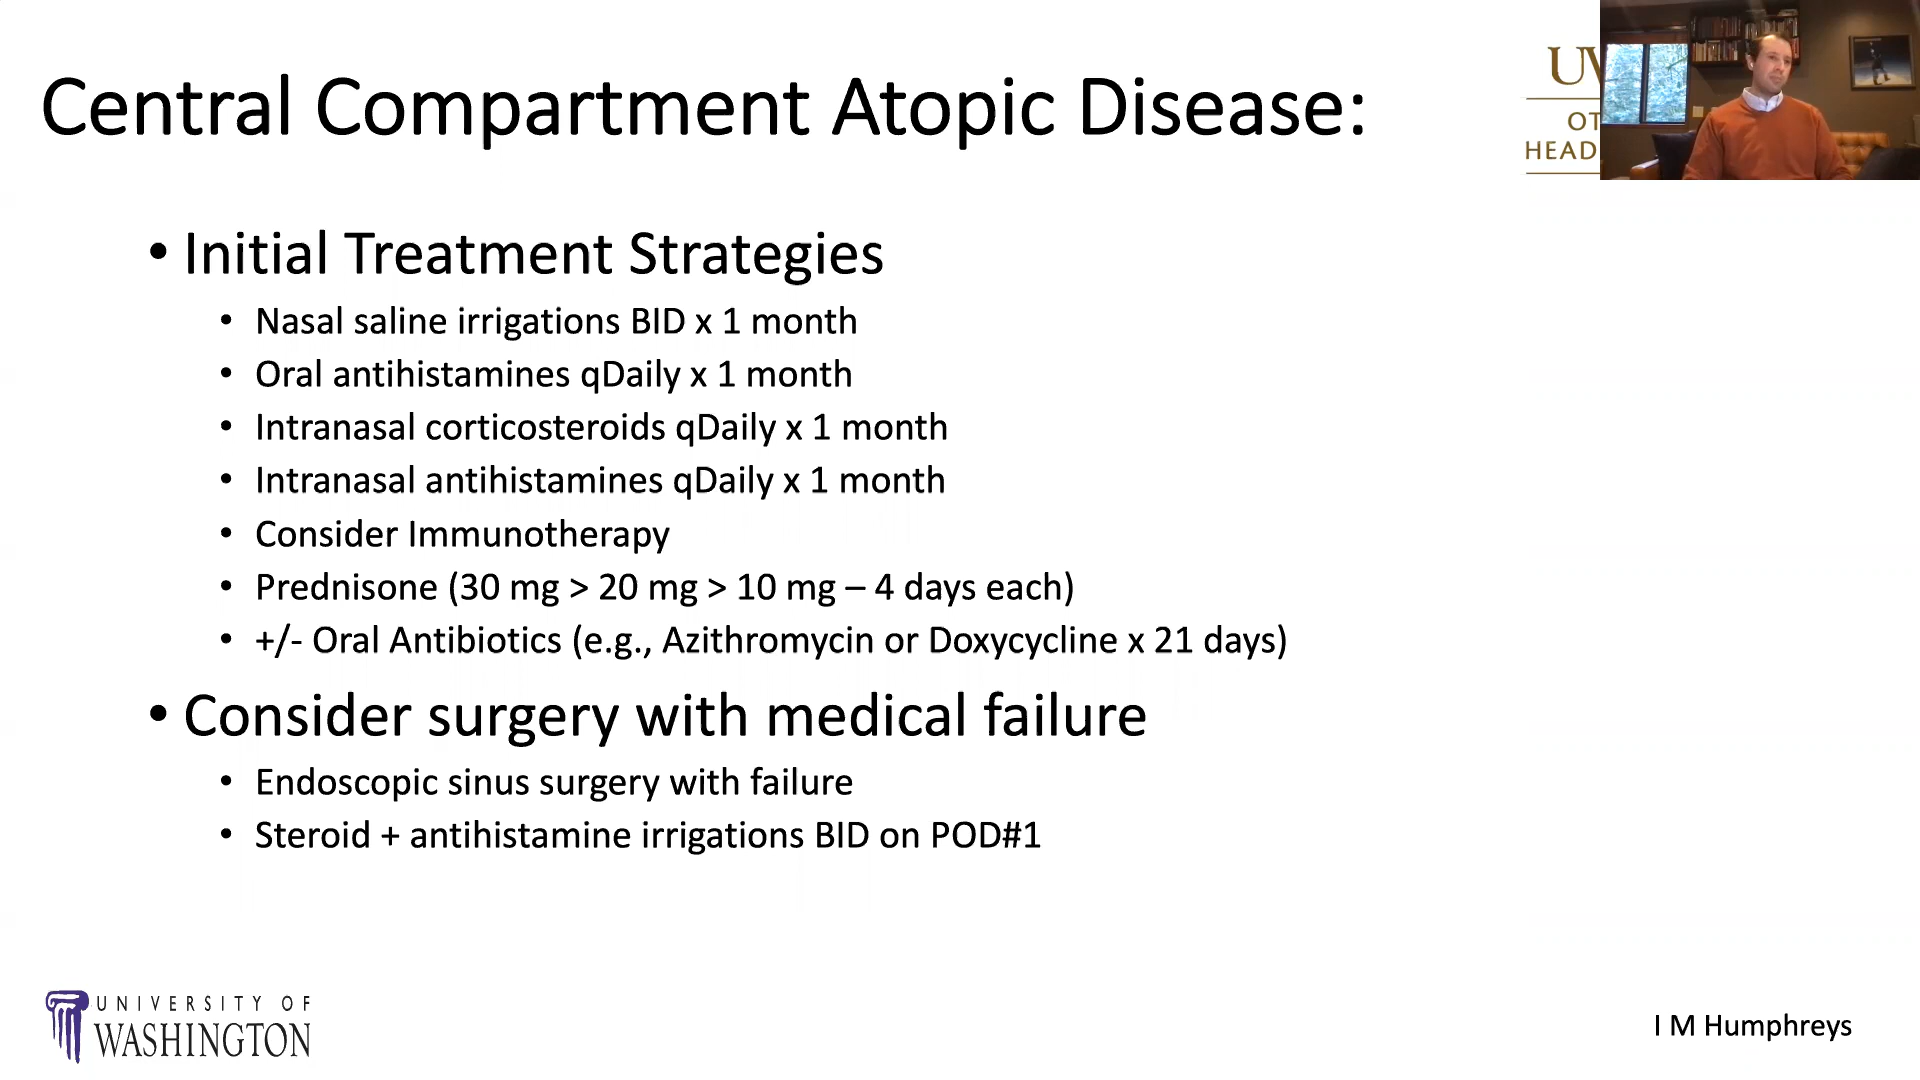 Central Compartment Atopic Disease:
HEAD
• Initial Treatment Strategies
• Nasal saline irrigations BID x 1 month
• Oral antihistamines qDaily x 1 month
• Intranasal corticosteroids qDaily x 1 month
• Intranasal antihistamines qDaily x 1 month
• Consider Immunotherapy
• Prednisone (30 mg > 20 mg > 10 mg – 4 days each)
• +/- Oral Antibiotics (e.g., Azithromycin or Doxycycline x 21 days)
• Consider surgery with medical failure
• Endoscopic sinus surgery with failure
• Steroid + antihistamine irrigations BID on POD#1
UNIVERSITY OF
WASHINGTON
I M Humphreys